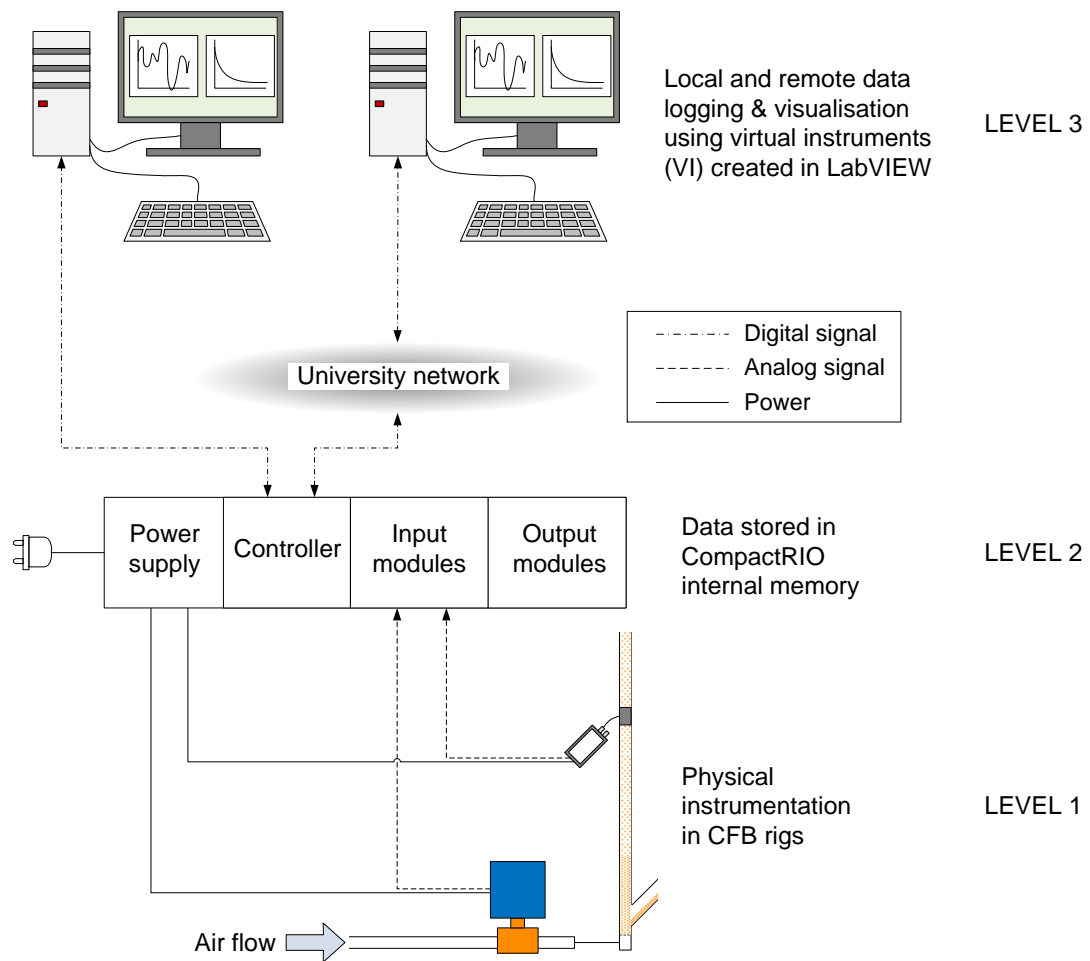 Local and remote data
logging & visualisation
using virtual instruments
(VI) created in LabVIEW
LEVEL 3
Digital signal
Analog signal
Power
University network
Power
supply
Controller
Input
modules
Output
modules
Data stored in
CompactRIO
internal memory
LEVEL 2
Physical
instrumentation
in CFB rigs
LEVEL 1
Air flow